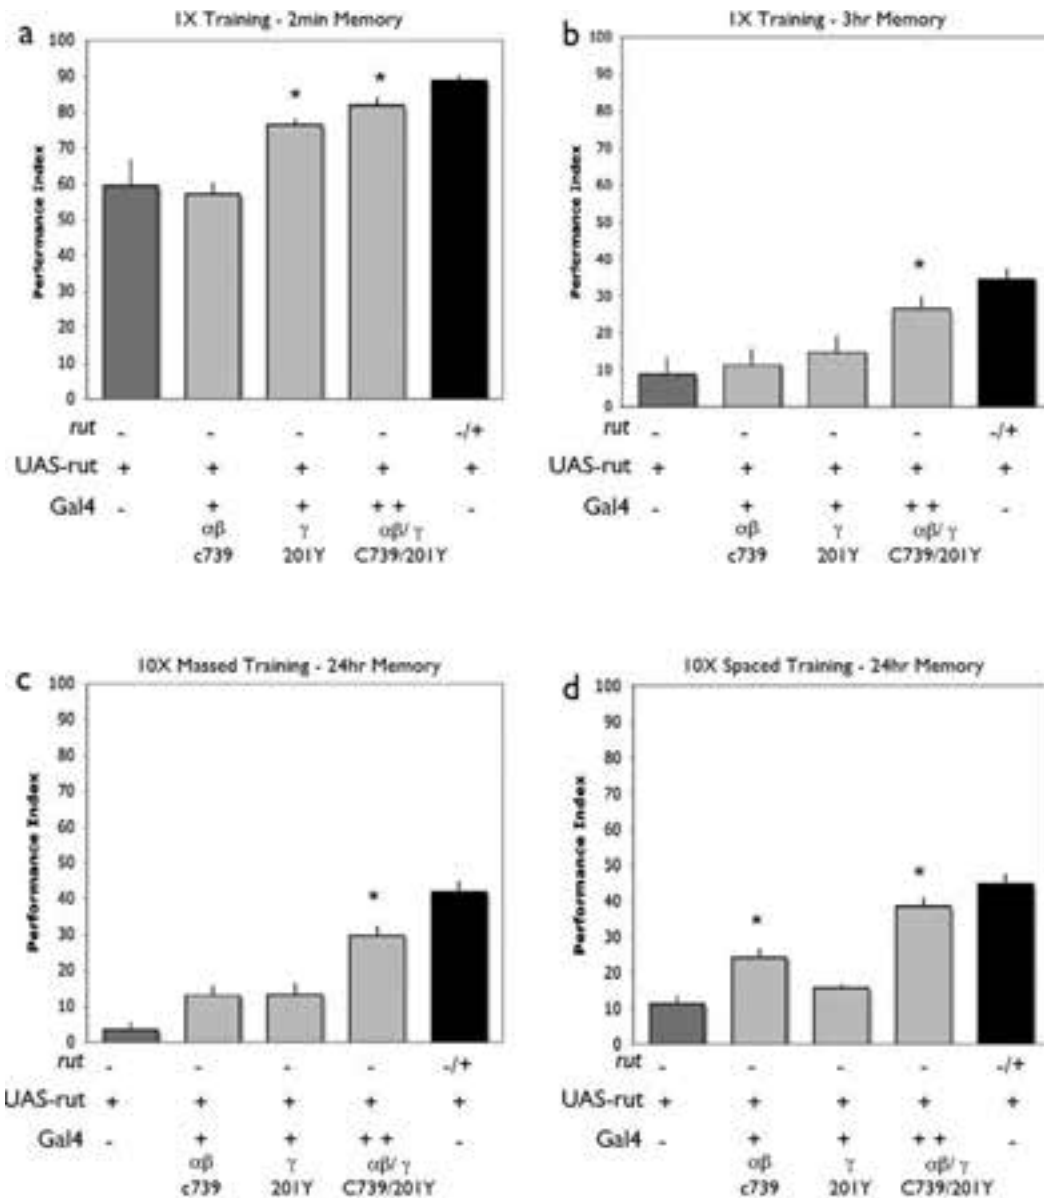 a
1X Training - 2min Memory
Performance Index
100
90
80
70
60
50
40
30
20
10
0
* *
rut - - - - -/+
UAS-rut + + + + +
Gal4 - + + ++ -
αβ γ αβ/γ
c739 201Y C739/201Y
b
1X Training - 3hr Memory
Performance Index
100
90
80
70
60
50
40
30
20
10
0
*
rut - - - - -/+
UAS-rut + + + + +
Gal4 - + + ++ -
αβ γ αβ/γ
c739 201Y C739/201Y
c
10X Massed Training - 24hr Memory
Performance Index
100
90
80
70
60
50
40
30
20
10
0
*
rut - - - - -/+
UAS-rut + + + + +
Gal4 - + + ++ -
αβ γ αβ/γ
c739 201Y C739/201Y
d
10X Spaced Training - 24hr Memory
Performance Index
100
90
80
70
60
50
40
30
20
10
0
* *
rut - - - - -/+
UAS-rut + + + + +
Gal4 - + + ++ -
αβ γ αβ/γ
c739 201Y C739/201Y